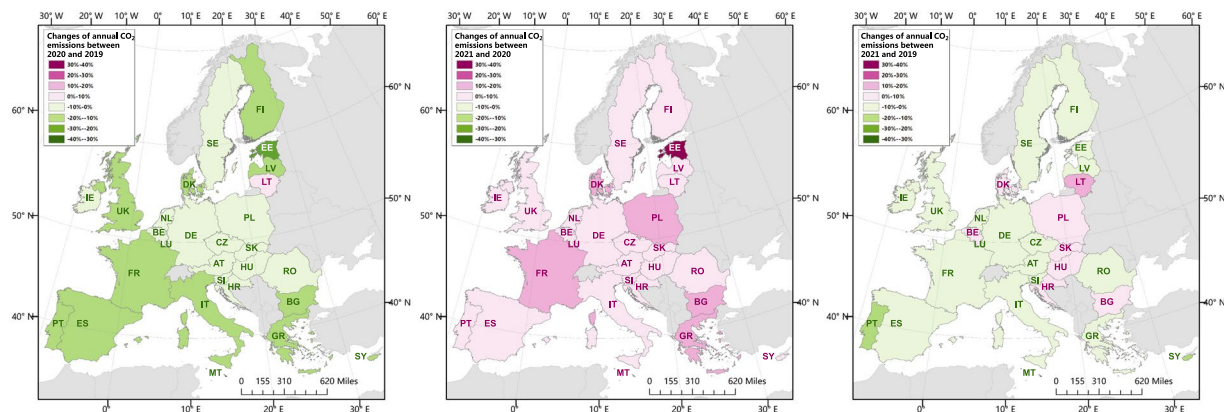 30° W 20° W 10° W 0° 10° E 20° E 30° E 40° E 50° E 60° E
Changes of annual CO₂
emissions between
2020 and 2019
30%-40%
20%-30%
10%-20%
0%-10%
-10%-0%
-20%--10%
-30%--20%
-40%--30%
60° N
50° N
40° N
60° N
50° N
40° N
FI
SE
EE
LV
LT
DK
IE
UK
NL
BE
LU
DE
PL
CZ
SK
AT
HU
SI
HR
RO
FR
IT
BG
PT
ES
GR
MT
SY
0 155 310 620 Miles
0° 10° E 20° E 30° E
30° W 20° W 10° W 0° 10° E 20° E 30° E 40° E 50° E 60° E
Changes of annual CO₂
emissions between
2021 and 2020
30%-40%
20%-30%
10%-20%
0%-10%
-10%-0%
-20%--10%
-30%--20%
-40%--30%
60° N
50° N
40° N
60° N
50° N
40° N
FI
SE
EE
LV
LT
DK
IE
UK
NL
BE
LU
DE
PL
CZ
SK
AT
HU
SI
HR
RO
FR
IT
BG
PT
ES
GR
MT
SY
0 155 310 620 Miles
0° 10° E 20° E 30° E
30° W 20° W 10° W 0° 10° E 20° E 30° E 40° E 50° E 60° E
Changes of annual CO₂
emissions between
2021 and 2019
30%-40%
20%-30%
10%-20%
0%-10%
-10%-0%
-20%--10%
-30%--20%
-40%--30%
60° N
50° N
40° N
60° N
50° N
40° N
FI
SE
EE
LV
LT
DK
IE
UK
NL
BE
LU
DE
PL
CZ
SK
AT
HU
SI
HR
RO
FR
IT
BG
PT
ES
GR
MT
SY
0 155 310 620 Miles
0° 10° E 20° E 30° E